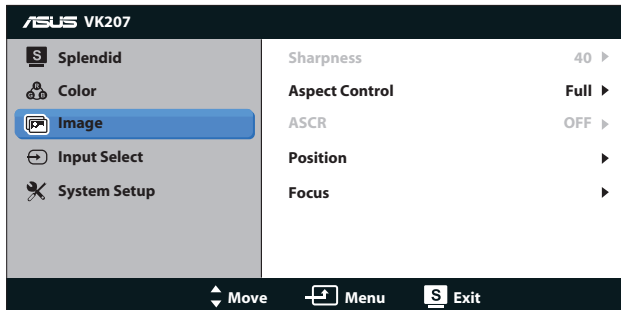 ASUS VK207
S Splendid
Color
Image
Input Select
System Setup
Sharpness 40
Aspect Control Full
ASCR OFF
Position
Focus
Move Menu S Exit